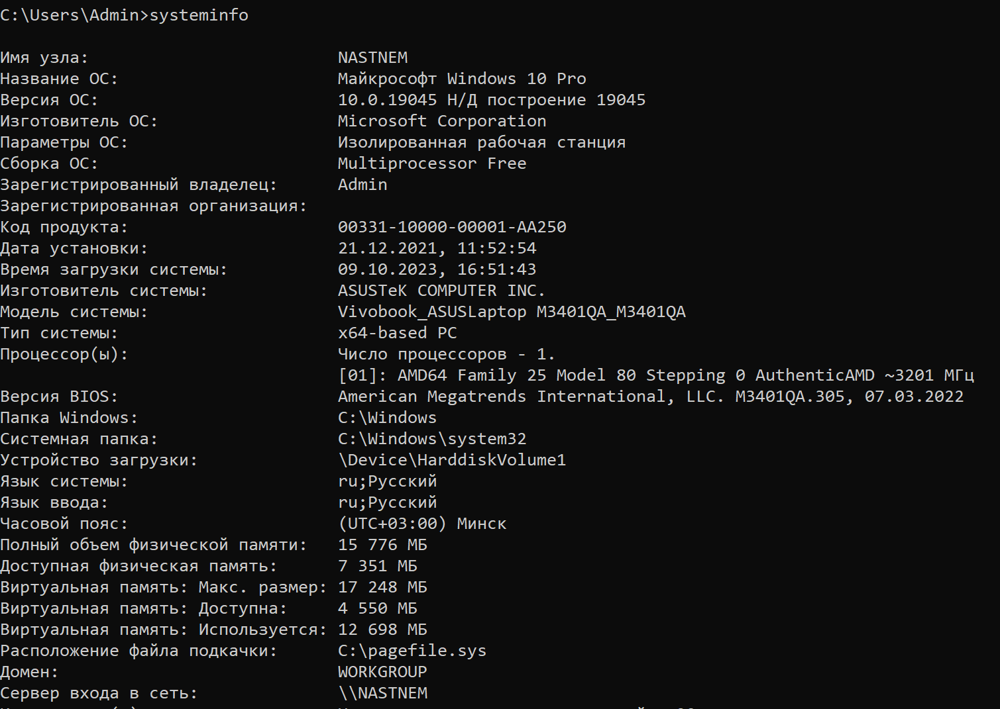 C:\Users\Admin>systeminfo
Имя узла: NASTNEM
Название ОС: Майкрософт Windows 10 Pro
Версия ОС: 10.0.19045 Н/Д построение 19045
Изготовитель ОС: Microsoft Corporation
Параметры ОС: Изолированная рабочая станция
Сборка ОС: Multiprocessor Free
Зарегистрированный владелец: Admin
Зарегистрированная организация:
Код продукта: 00331-10000-00001-AA250
Дата установки: 21.12.2021, 11:52:54
Время загрузки системы: 09.10.2023, 16:51:43
Изготовитель системы: ASUSTeK COMPUTER INC.
Модель системы: Vivobook_ASUSLaptop M3401QA_M3401QA
Тип системы: x64-based PC
Процессор(ы): Число процессоров - 1.
[01]: AMD64 Family 25 Model 80 Stepping 0 AuthenticAMD ~3201 МГц
Версия BIOS: American Megatrends International, LLC. M3401QA.305, 07.03.2022
Папка Windows: C:\Windows
Системная папка: C:\Windows\system32
Устройство загрузки: \Device\HarddiskVolume1
Язык системы: ru;Русский
Язык ввода: ru;Русский
Часовой пояс: (UTC+03:00) Минск
Полный объем физической памяти: 15 776 МБ
Доступная физическая память: 7 351 МБ
Виртуальная память: Макс. размер: 17 248 МБ
Виртуальная память: Доступна: 4 550 МБ
Виртуальная память: Используется: 12 698 МБ
Расположение файла подкачки: C:\pagefile.sys
Домен: WORKGROUP
Сервер входа в сеть: \\NASTNEM